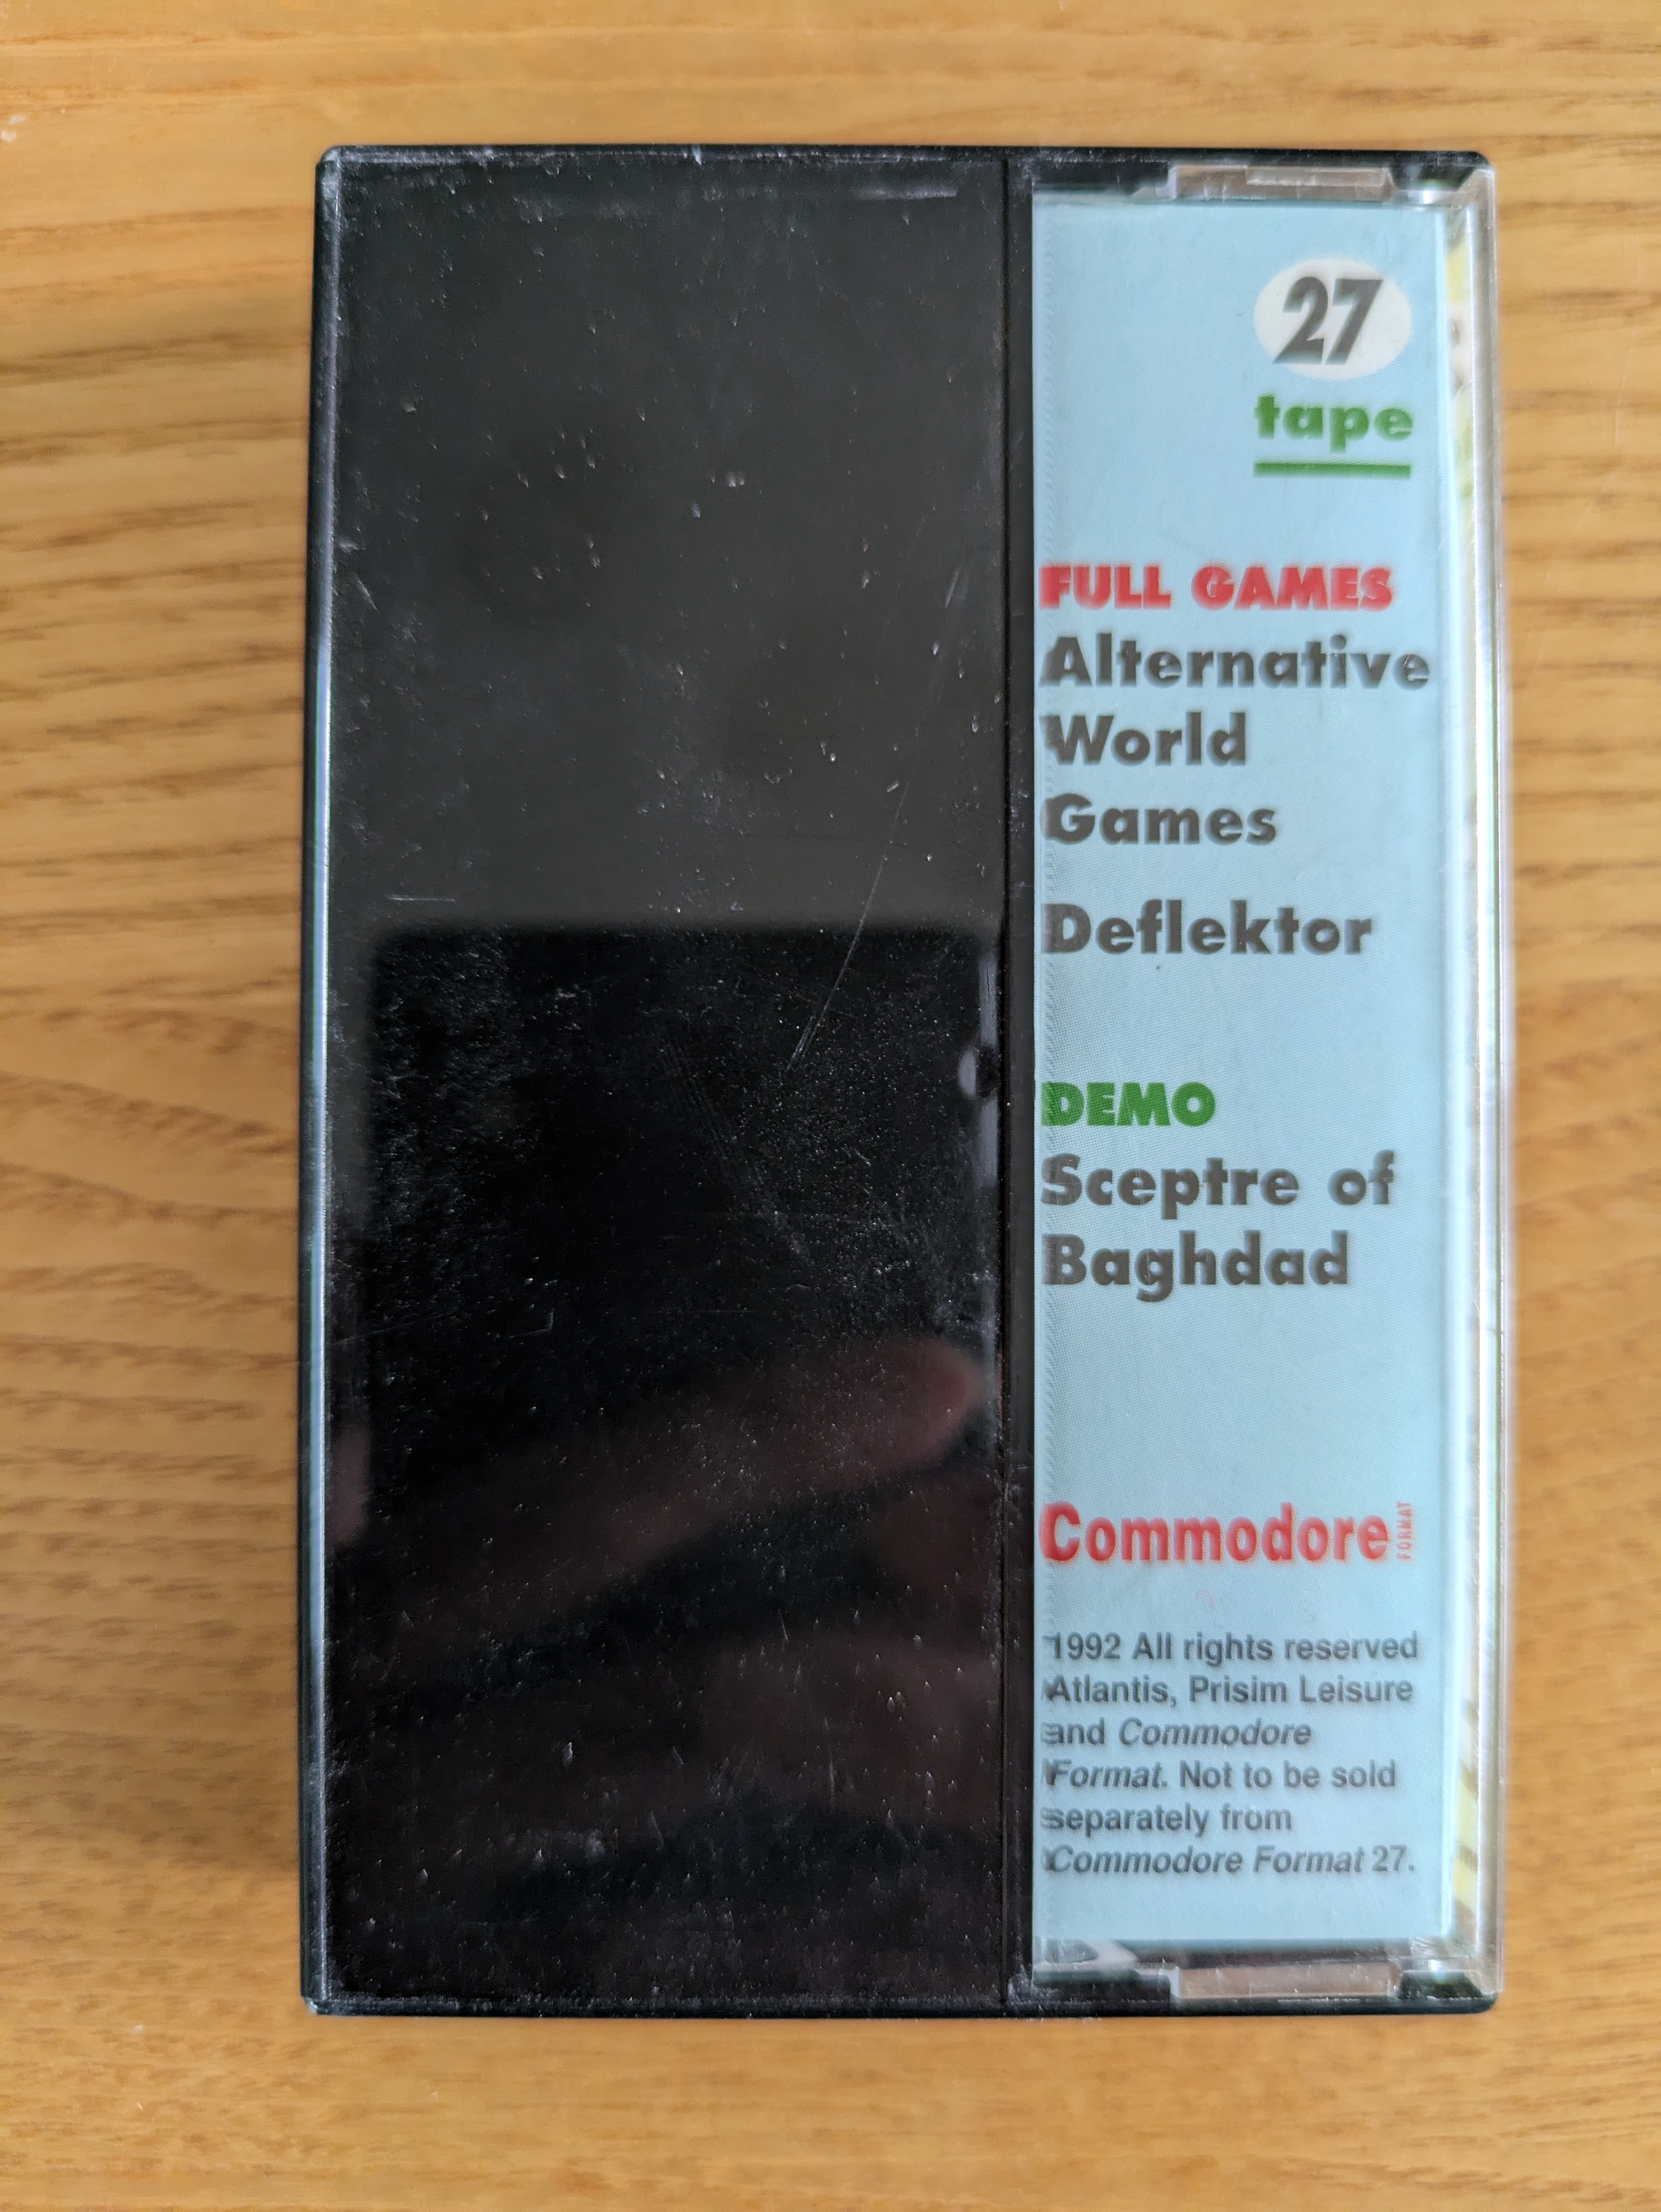 27
tape
FULL GAMES
Alternative
World
Games
Deflektor
DEMO
Sceptre of
Baghdad
Commodore FORMAT
1992 All rights reserved
Atlantis, Prisim Leisure
and Commodore
Format. Not to be sold
separately from
Commodore Format 27.